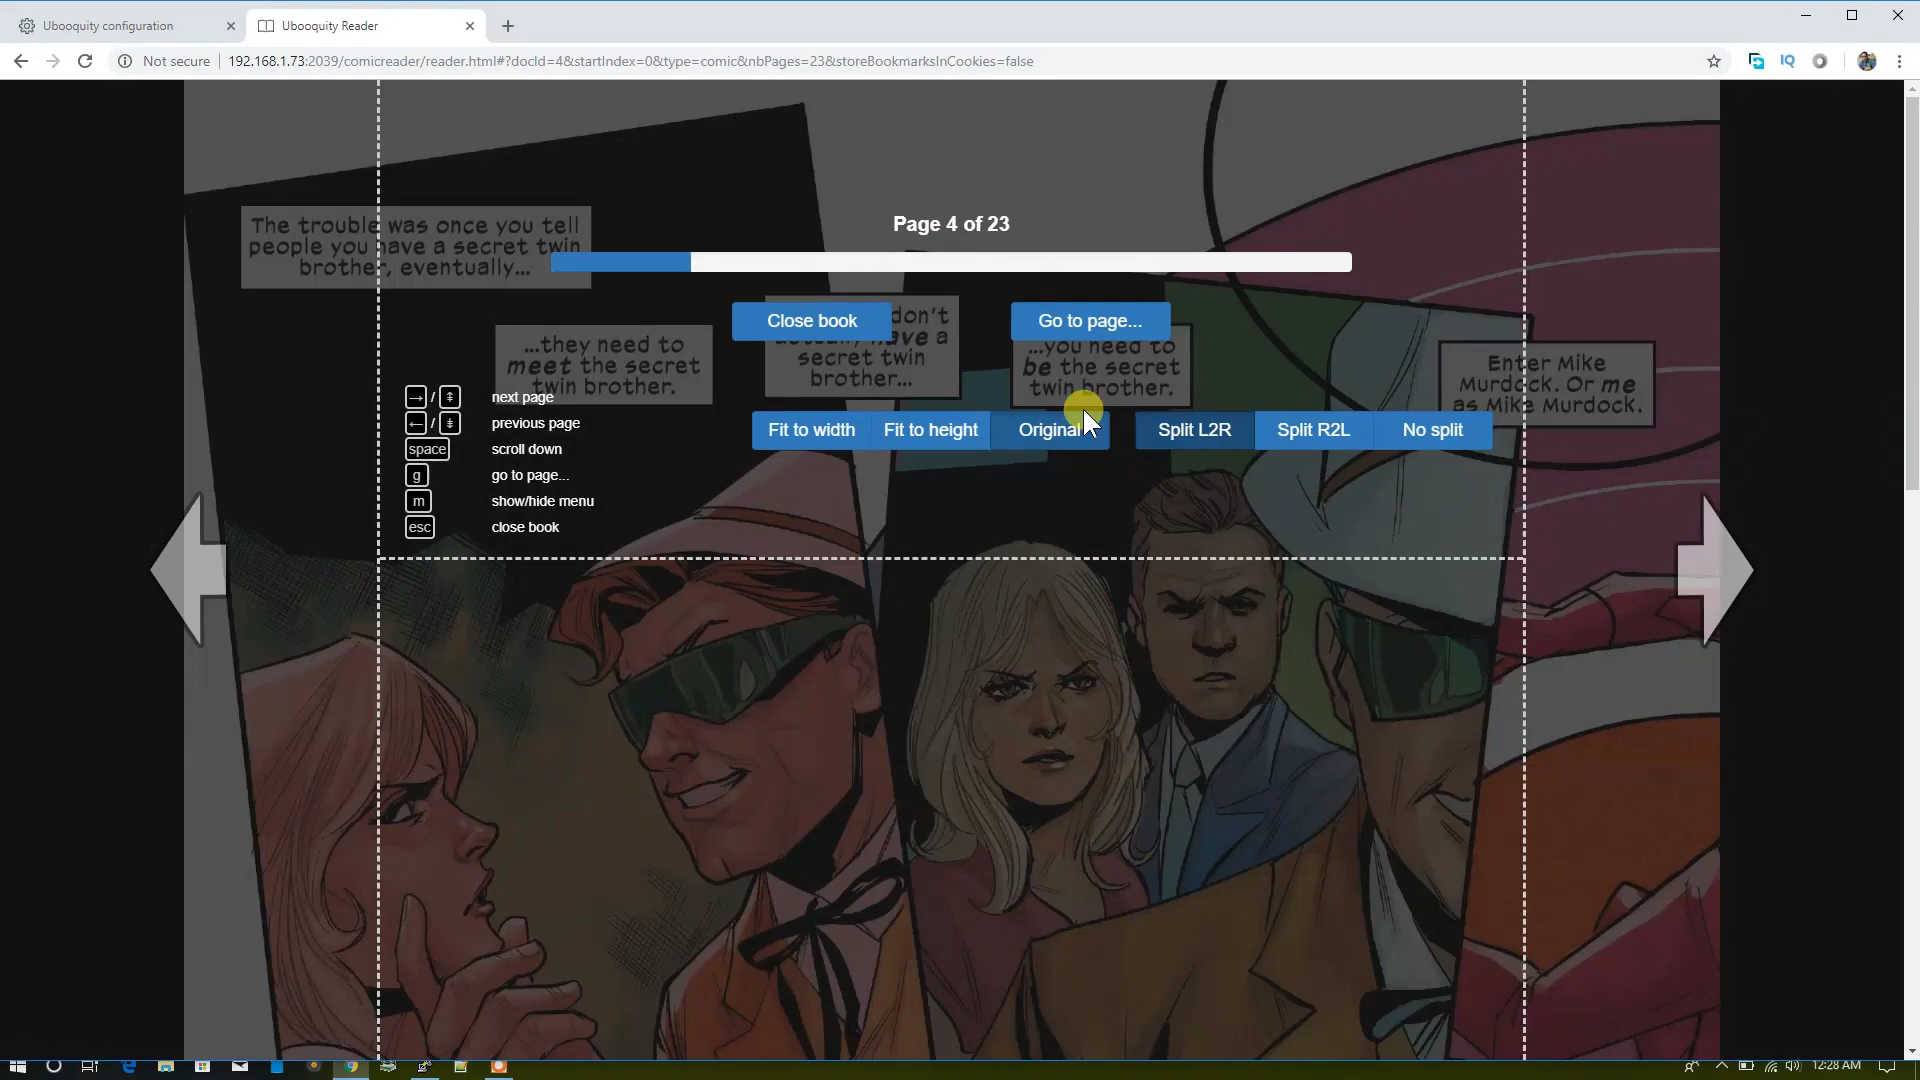 Ubooquity configuration
Ubooquity Reader
Not secure
192.168.1.73:2039/comicreader/reader.html#?docId=4&startIndex=0&type=comic&nbPages=23&storeBookmarksInCookies=false
IQ
The trouble was once you tell
people you have a secret twin
brother, eventually...
Page 4 of 23
Close book
Go to page...
...they need to
meet the secret
twin brother.
don't
actually have a
secret twin
brother...
...you need to
be the secret
twin brother.
Enter Mike
Murdock. Or me
as Mike Murdock.
→ / ⇞ next page
← / ⇟ previous page
space scroll down
g go to page...
m show/hide menu
esc close book
Fit to width
Fit to height
Original
Split L2R
Split R2L
No split
12:28 AM